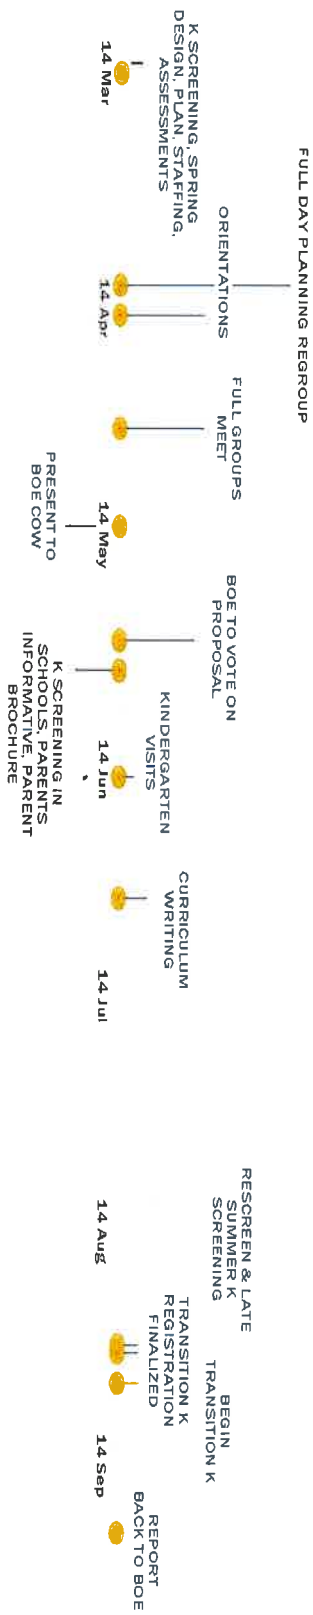 FULL DAY PLANNING REGROUP
ORIENTATIONS
K SCREENING, SPRING
DESIGN, PLAN, STAFFING,
ASSESSMENTS
14 Mar
14 Apr
FULL GROUPS
MEET
14 May
PRESENT TO
BOE COW
BOE TO VOTE ON
PROPOSAL
K SCREENING IN
SCHOOLS, PARENTS
INFORMATIVE, PARENT
BROCHURE
KINDERGARTEN
VISITS
14 Jun
CURRICULUM
WRITING
14 Jul
14 Aug
RESCREEN & LATE
SUMMER K
SCREENING
TRANSITION K
REGISTRATION
FINALIZED
BEGIN
TRANSITION K
14 Sep
REPORT
BACK TO BOE